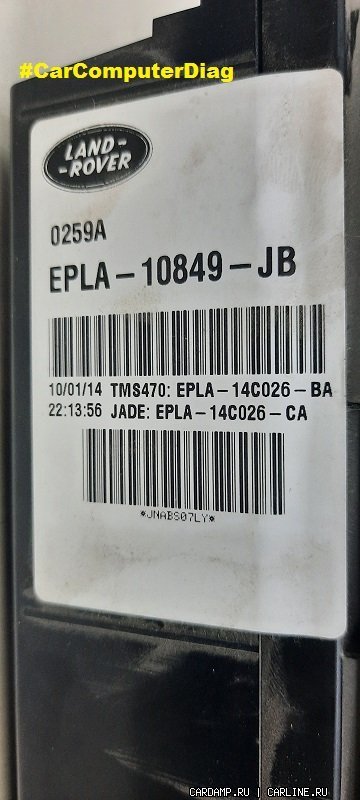 #CarComputerDiag
LAND-
-ROVER
0259A
EPLA-10849-JB
10/01/14 TMS470: EPLA-14C026-BA
22:13:56 JADE: EPLA-14C026-CA
*JNABS07LY*
CARDAMP.RU | CARLINE.RU